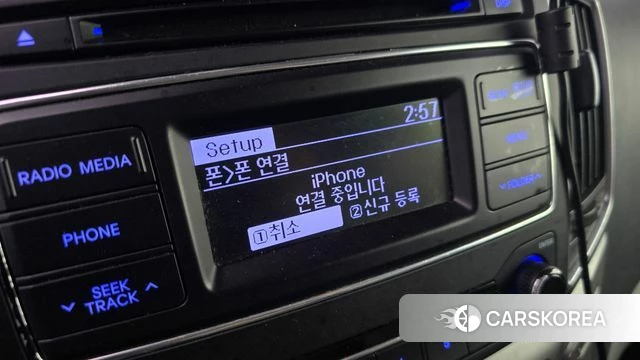 RADIO MEDIA
PHONE
SEEK
TRACK
Setup
2:57
폰>폰 연결
iPhone
연결 중입니다
①취소
②신규 등록
FOLDER
CARSKOREA